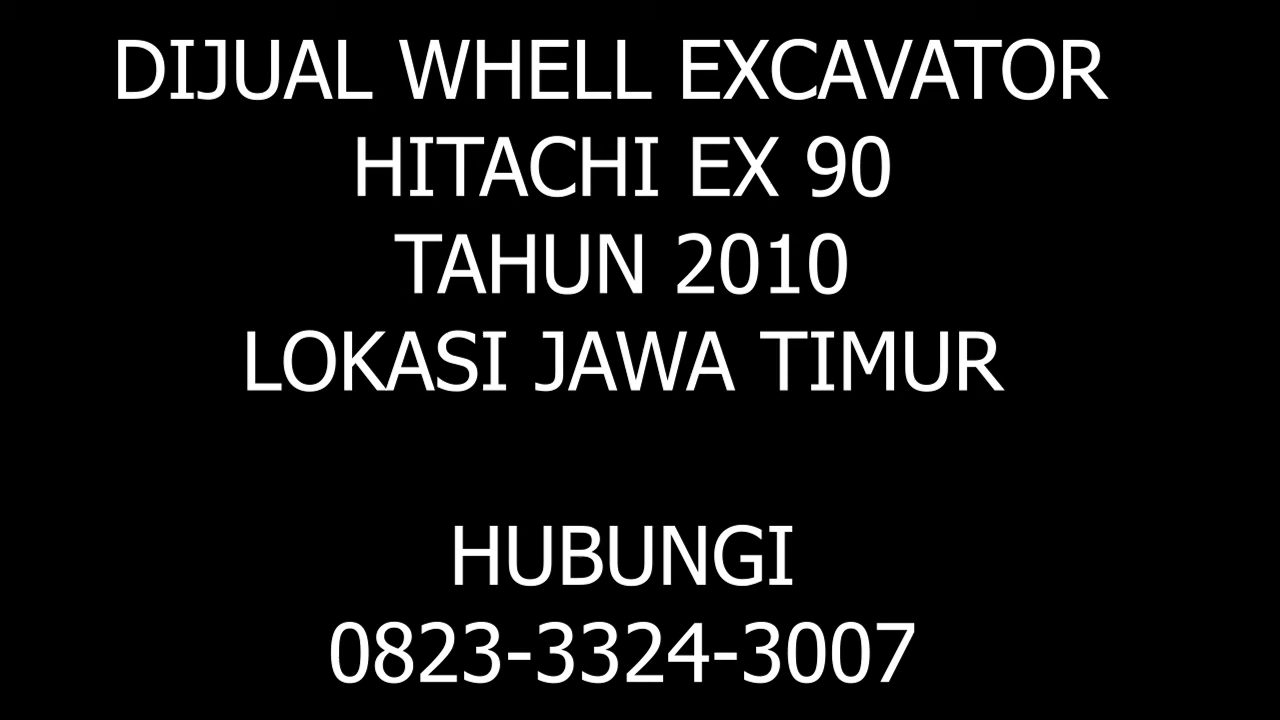 DIJUAL WHELL EXCAVATOR
HITACHI EX 90
TAHUN 2010
LOKASI JAWA TIMUR
HUBUNGI
0823-3324-3007